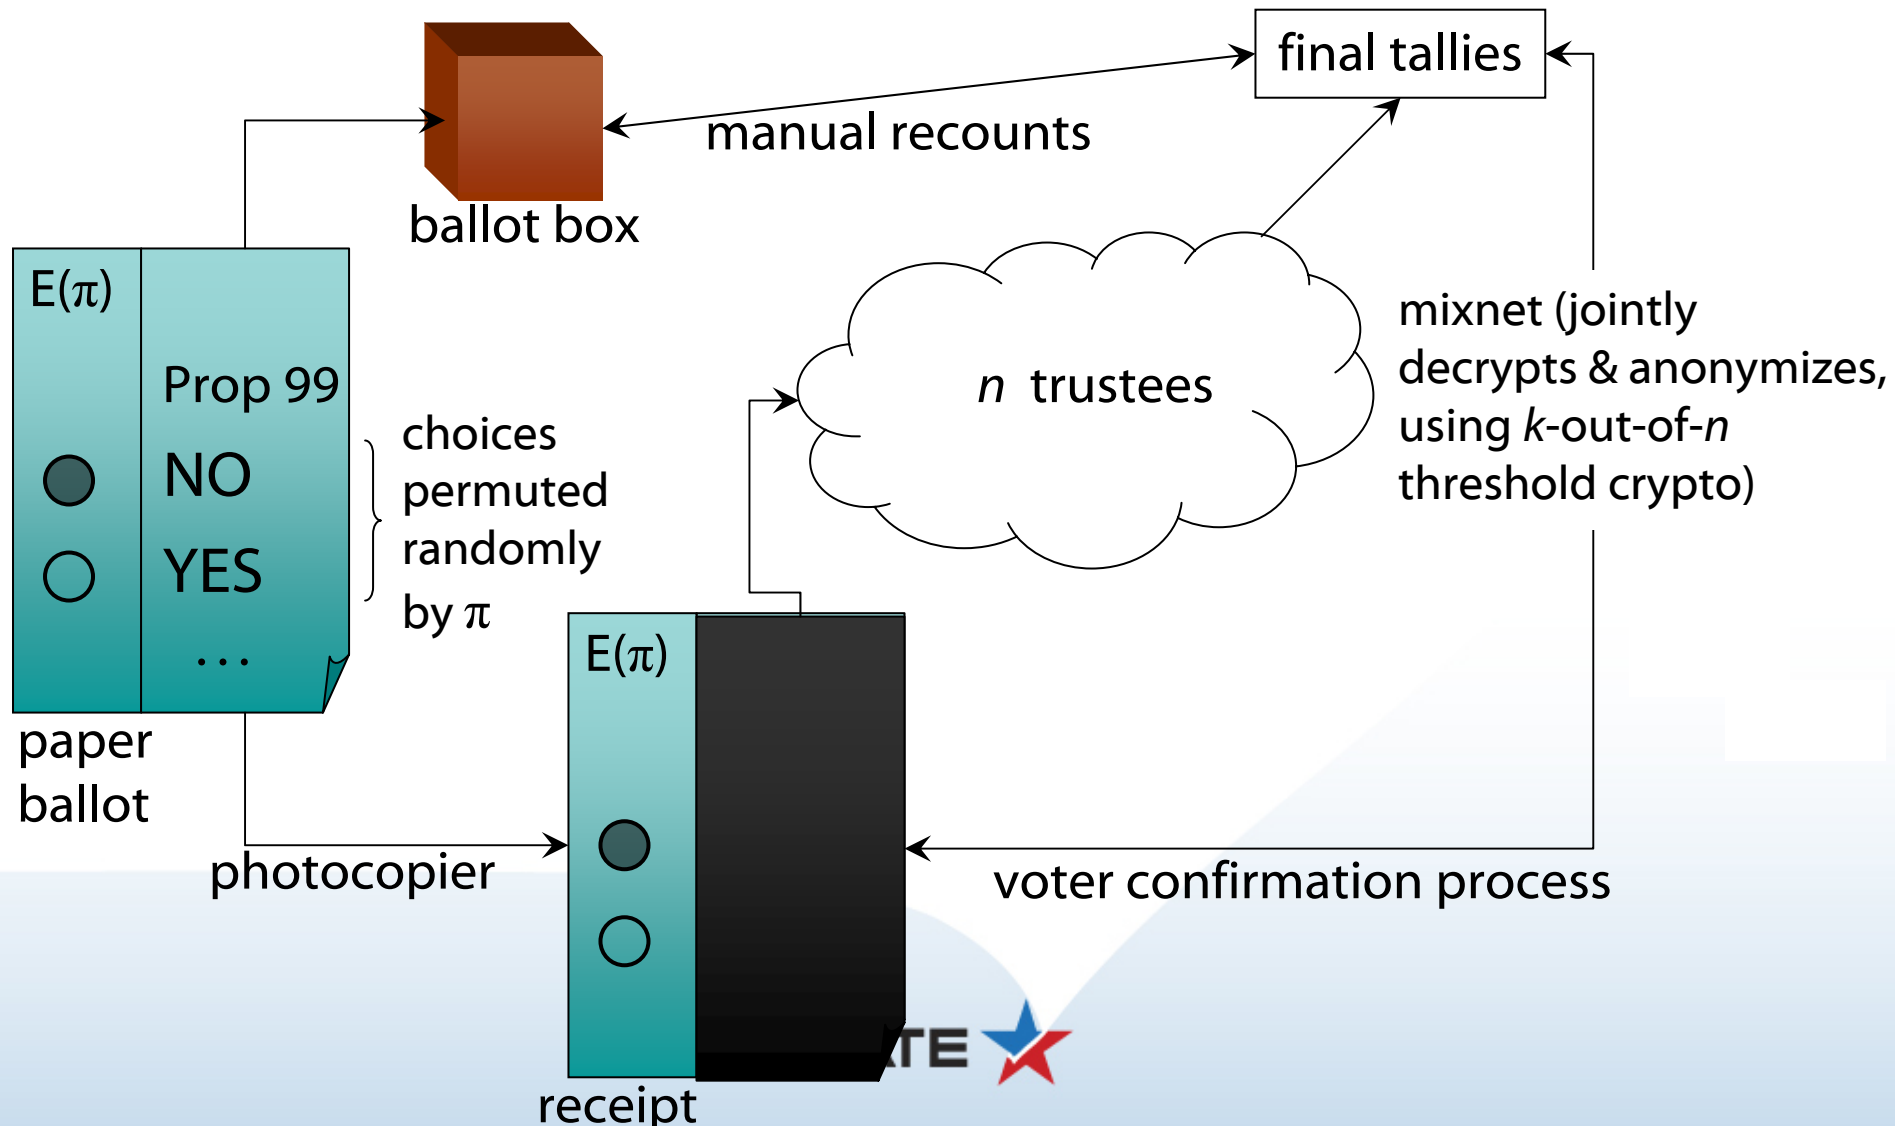 final tallies
manual recounts
ballot box
E(π)
Prop 99
NO
YES
...
choices
permuted
randomly
by π
paper
ballot
n trustees
mixnet (jointly
decrypts & anonymizes,
using k-out-of-n
threshold crypto)
E(π)
photocopier
voter confirmation process
receipt